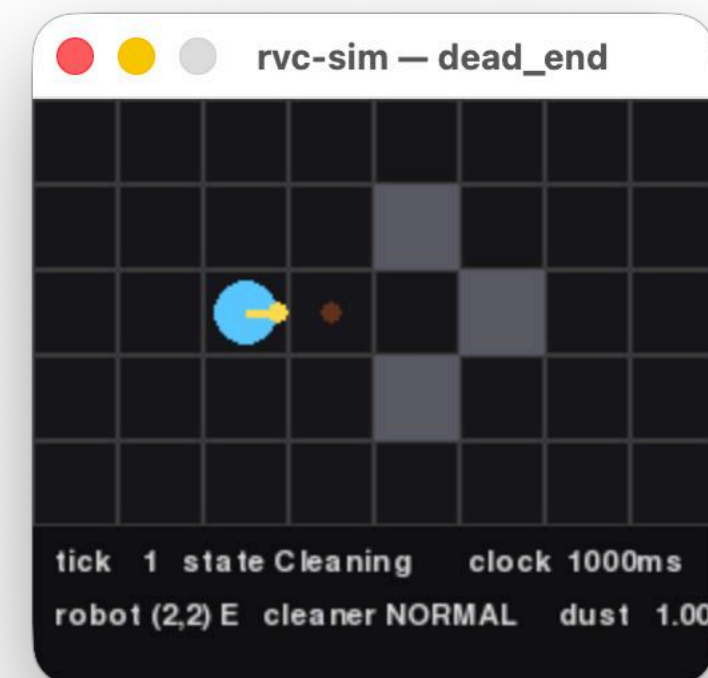 rvc-sim — dead_end
tick 1 state Cleaning clock 1000ms
robot (2,2) E cleaner NORMAL dust 1.00